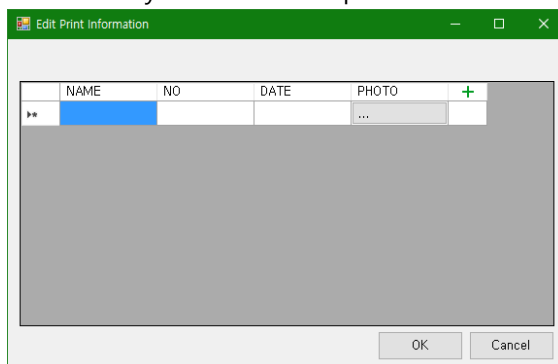 Edit Print Information
NAME NO DATE PHOTO +
...
OK Cancel